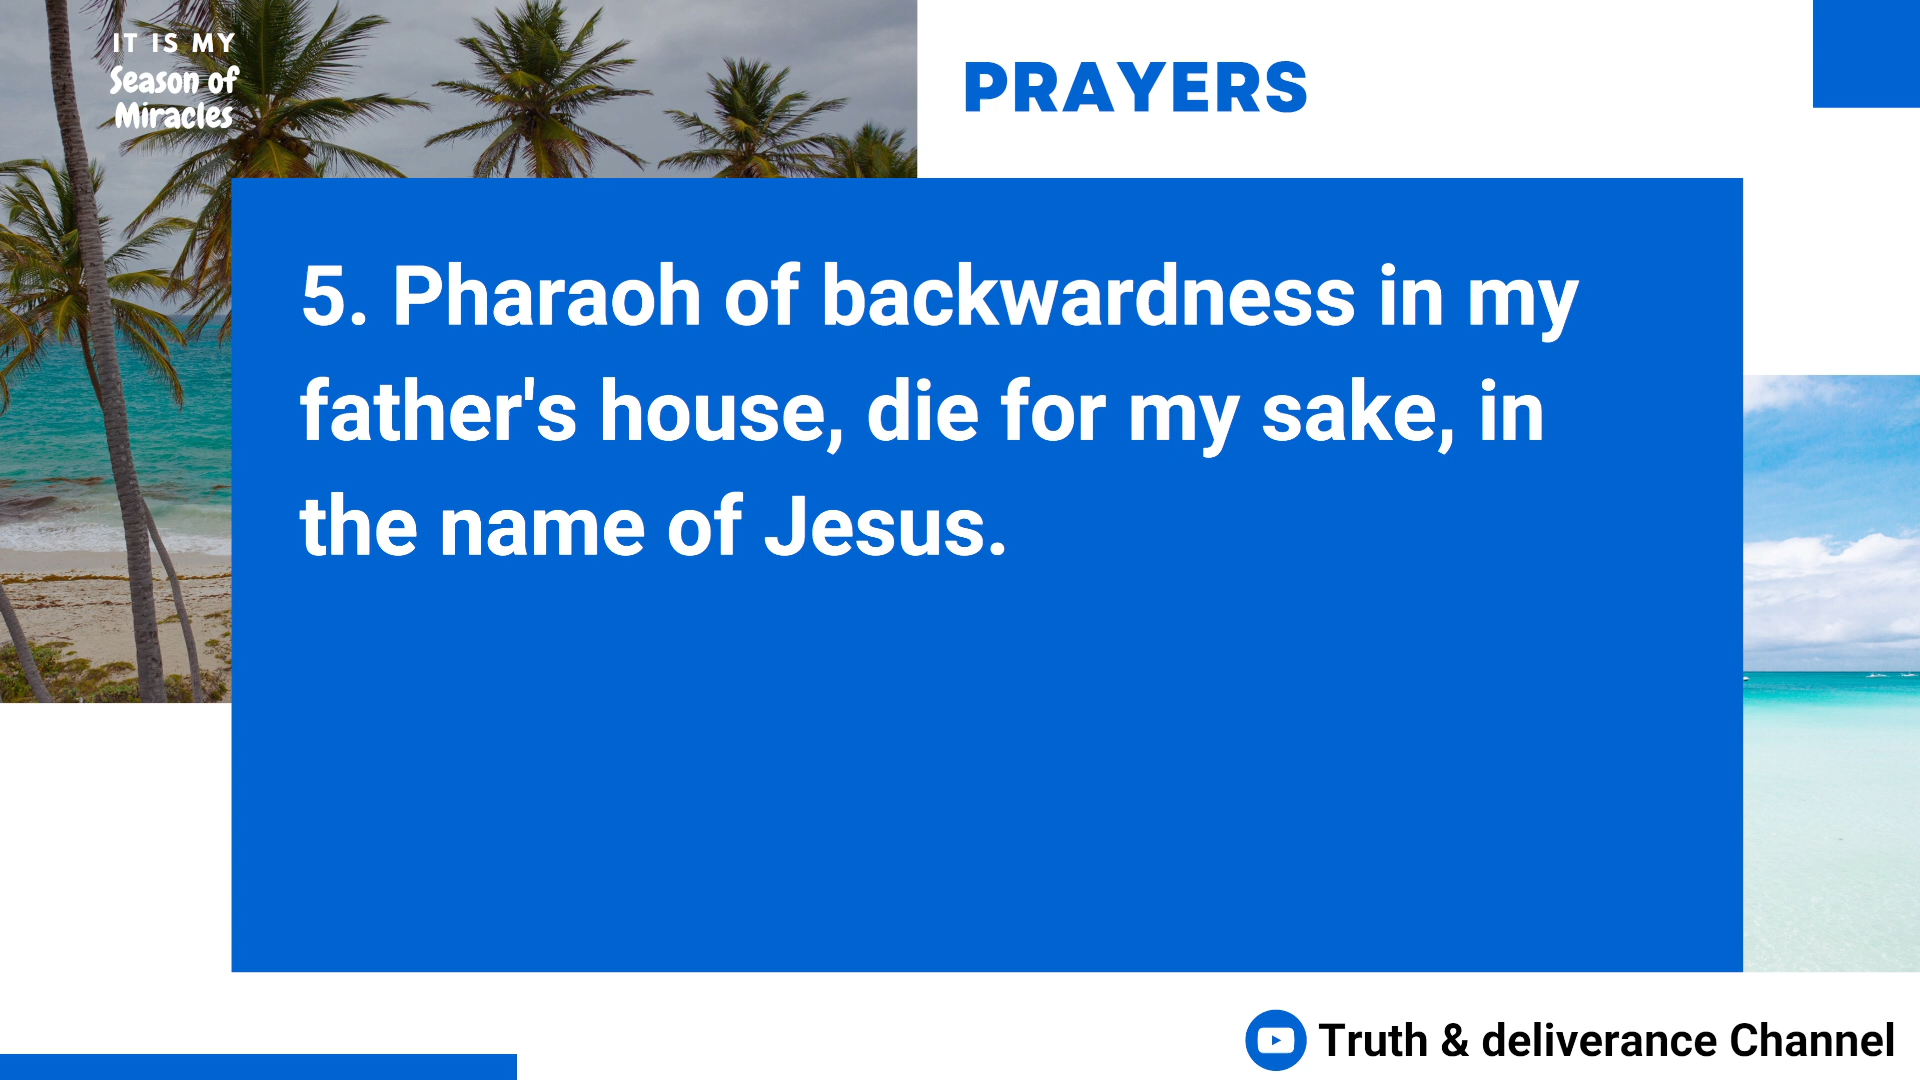 IT IS MY
Season of
Miracles
PRAYERS
5. Pharaoh of backwardness in my
father's house, die for my sake, in
the name of Jesus.
Truth & deliverance Channel